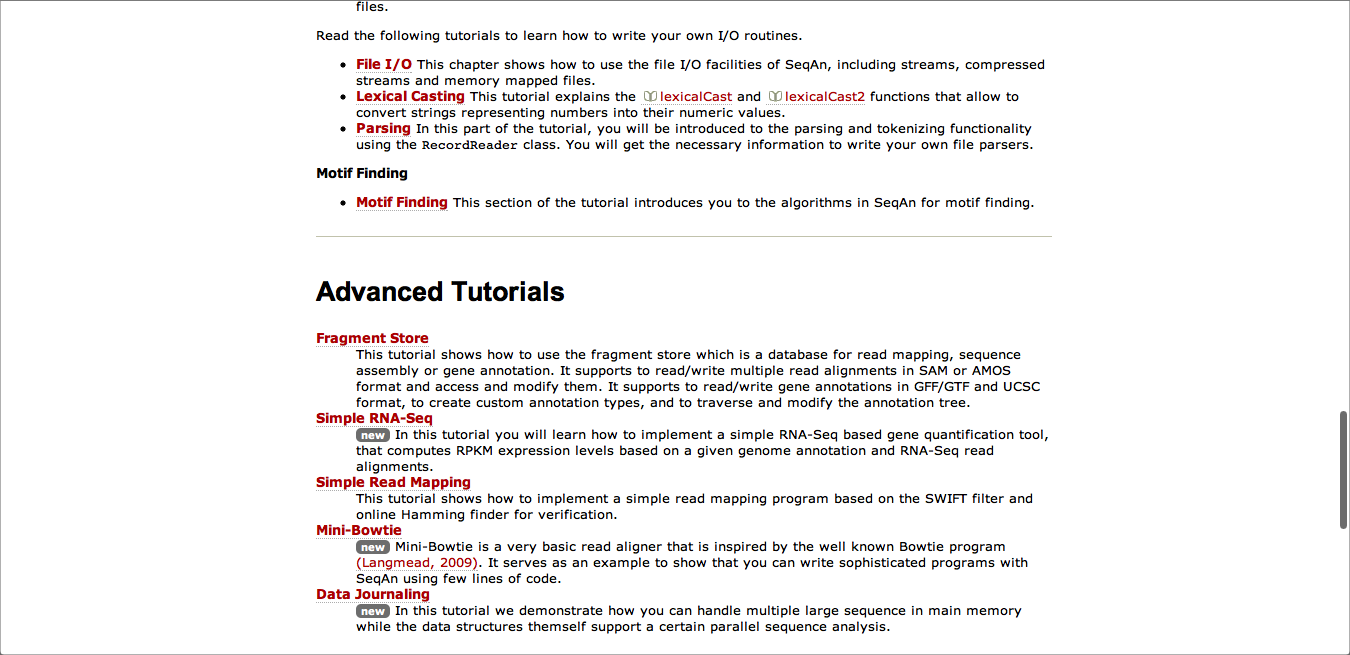 files.
Read the following tutorials to learn how to write your own I/O routines.
• File I/O This chapter shows how to use the file I/O facilities of SeqAn, including streams, compressed
streams and memory mapped files.
• Lexical Casting This tutorial explains the lexicalCast and lexicalCast2 functions that allow to
convert strings representing numbers into their numeric values.
• Parsing In this part of the tutorial, you will be introduced to the parsing and tokenizing functionality
using the RecordReader class. You will get the necessary information to write your own file parsers.
Motif Finding
• Motif Finding This section of the tutorial introduces you to the algorithms in SeqAn for motif finding.
Advanced Tutorials
Fragment Store
This tutorial shows how to use the fragment store which is a database for read mapping, sequence
assembly or gene annotation. It supports to read/write multiple read alignments in SAM or AMOS
format and access and modify them. It supports to read/write gene annotations in GFF/GTF and UCSC
format, to create custom annotation types, and to traverse and modify the annotation tree.
Simple RNA-Seq
new In this tutorial you will learn how to implement a simple RNA-Seq based gene quantification tool,
that computes RPKM expression levels based on a given genome annotation and RNA-Seq read
alignments.
Simple Read Mapping
This tutorial shows how to implement a simple read mapping program based on the SWIFT filter and
online Hamming finder for verification.
Mini-Bowtie
new Mini-Bowtie is a very basic read aligner that is inspired by the well known Bowtie program
(Langmead, 2009). It serves as an example to show that you can write sophisticated programs with
SeqAn using few lines of code.
Data Journaling
new In this tutorial we demonstrate how you can handle multiple large sequence in main memory
while the data structures themself support a certain parallel sequence analysis.